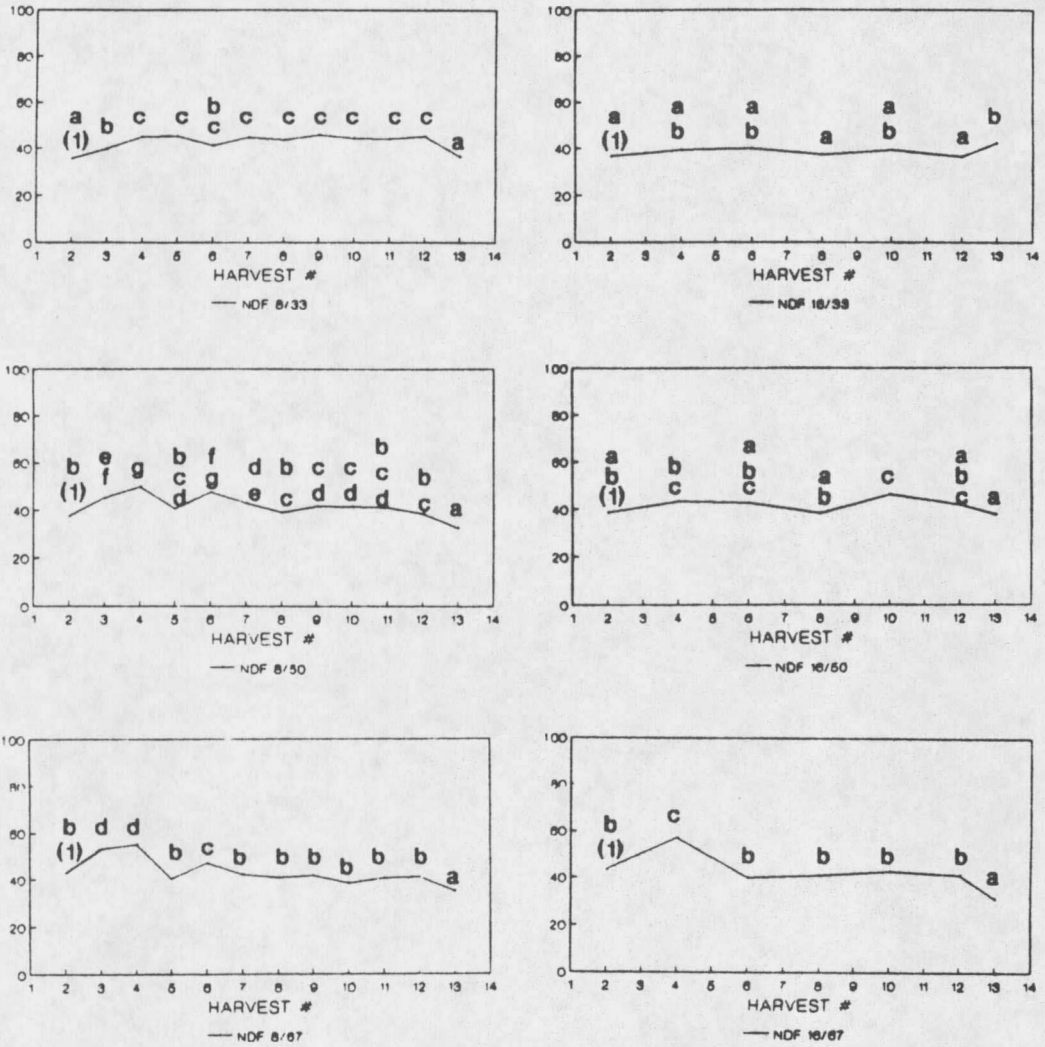 100
80
60
40
20
0
a b c c b c c c c c c c a
(1) c
1 2 3 4 5 6 7 8 9 10 11 12 13 14
HARVEST #
NDF 8/33
100
80
60
40
20
0
a a a a b
(1) b b a b a
1 2 3 4 5 6 7 8 9 10 11 12 13 14
HARVEST #
NDF 16/33
100
60
40
20
0
b
b e g b f d b c c c b
(1) f c g e c d d d c a
d
1 2 3 4 5 6 7 8 9 10 11 12 13 14
HARVEST #
NDF 8/50
100
80
60
40
20
0
a b a a c a
b c b b b a
(1) c c
1 2 3 4 5 6 7 8 9 10 11 12 13 14
HARVEST #
NDF 16/50
100
60
40
20
0
b d d b c b b b b b b a
(1)
1 2 3 4 5 6 7 8 9 10 11 12 13 14
HARVEST #
NDF 8/67
100
60
40
20
0
b c b b b b a
(1)
1 2 3 4 5 6 7 8 9 10 11 12 13 14
HARVEST #
NDF 16/67